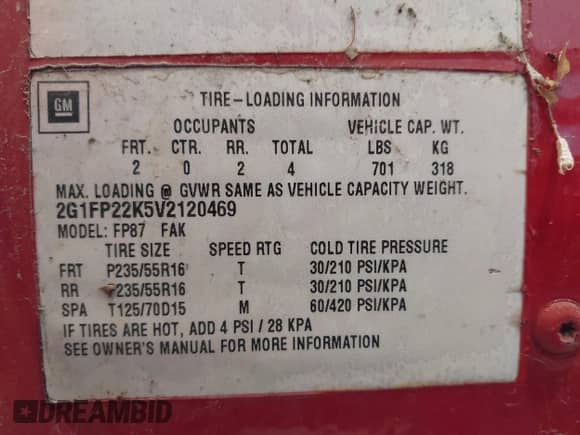 GM
TIRE-LOADING INFORMATION
OCCUPANTS VEHICLE CAP. WT.
FRT. CTR. RR. TOTAL LBS KG
2 0 2 4 701 318
MAX. LOADING @ GVWR SAME AS VEHICLE CAPACITY WEIGHT.
2G1FP22K5V2120469
MODEL: FP87 FAK
TIRE SIZE SPEED RTG COLD TIRE PRESSURE
FRT P235/55R16 T 30/210 PSI/KPA
RR P235/55R16 T 30/210 PSI/KPA
SPA T125/70D15 M 60/420 PSI/KPA
IF TIRES ARE HOT, ADD 4 PSI / 28 KPA
SEE OWNER'S MANUAL FOR MORE INFORMATION
DREAMBID